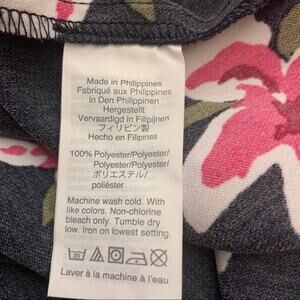 Made in Philippines
Fabriqué aux Philippines
in Den Philippinen
Hergestellt
Vervaardigd in Filipijnen
フィリピン製
Hecho en Filipinas
100% Polyester/Polyester/
Polyester/Polyester/
ポリエステル/
poliéster
Machine wash cold. With
like colors. Non-chlorine
bleach only. Tumble dry
low. Iron on lowest setting.
30
Laver à la machine à l'eau